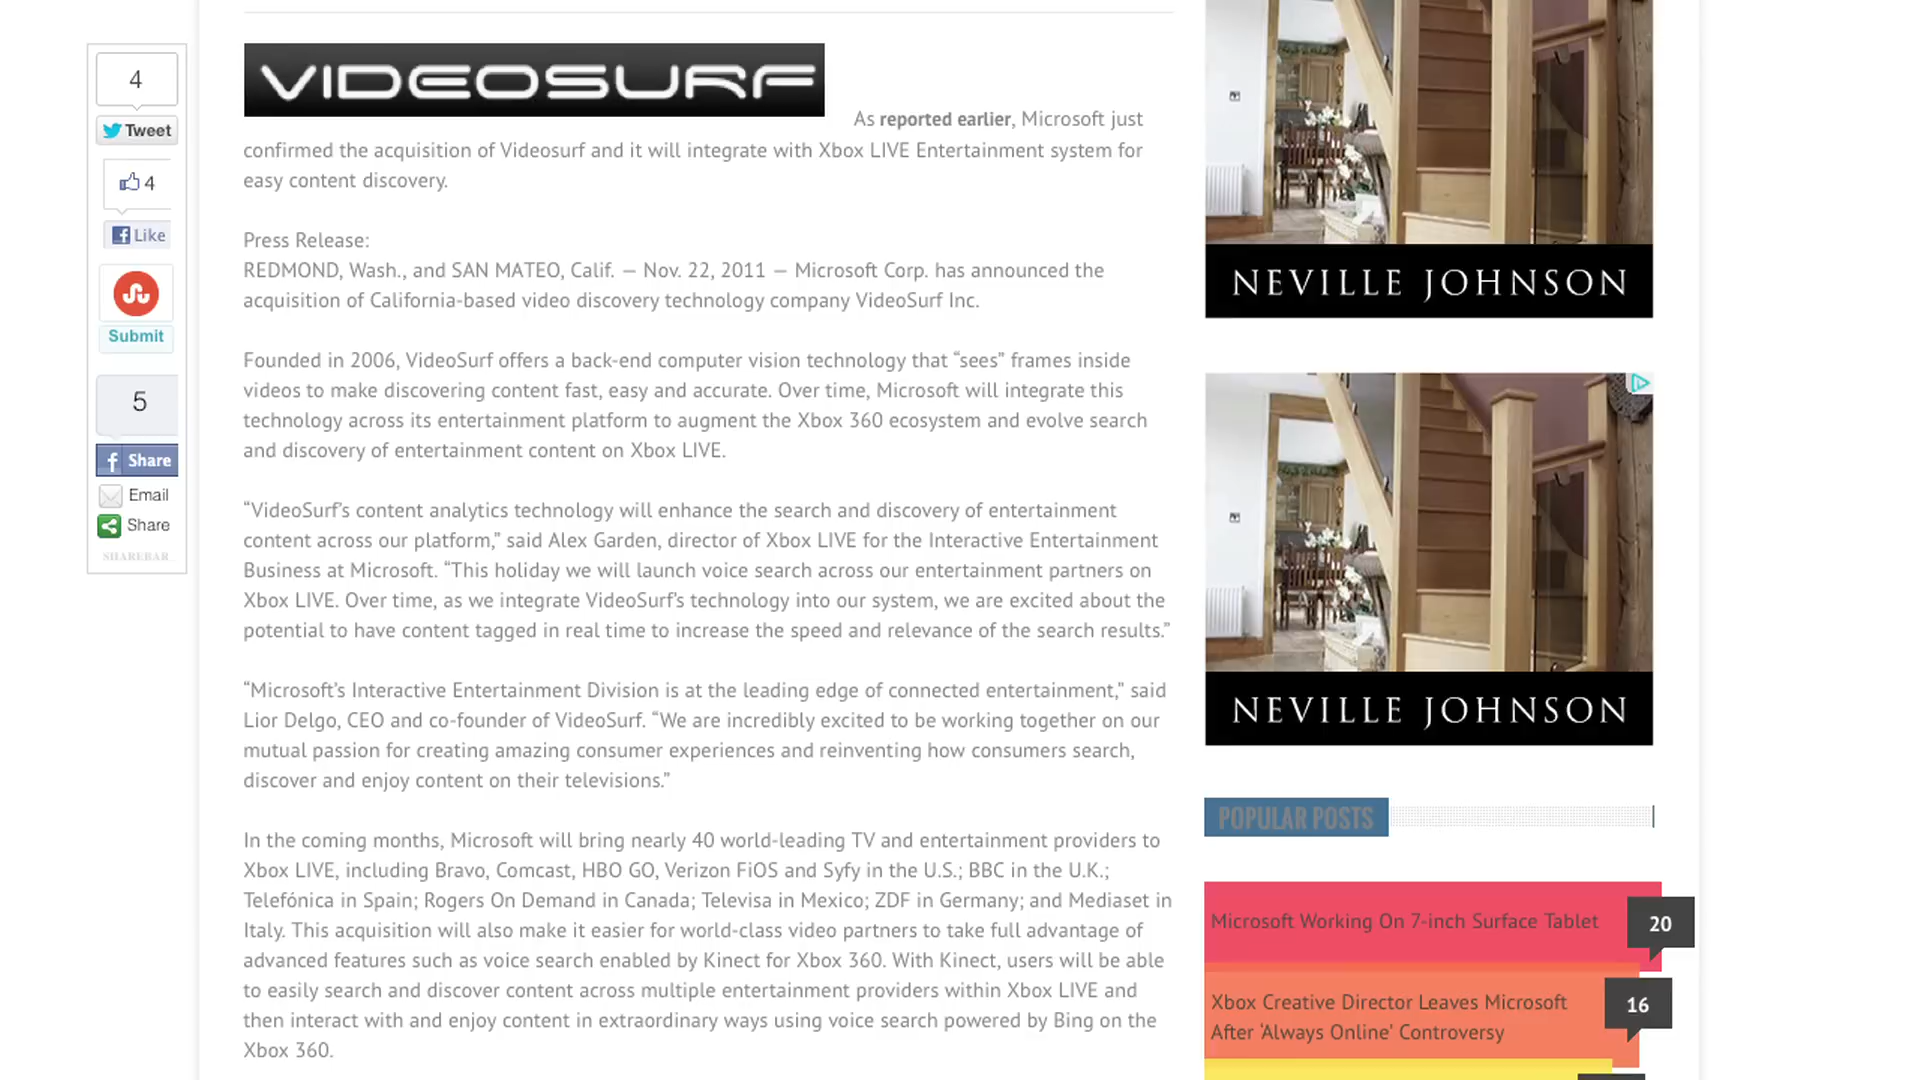 VIDEOSURF
As reported earlier, Microsoft just
confirmed the acquisition of Videosurf and it will integrate with Xbox LIVE Entertainment system for
easy content discovery.
Press Release:
REDMOND, Wash., and SAN MATEO, Calif. — Nov. 22, 2011 — Microsoft Corp. has announced the
acquisition of California-based video discovery technology company VideoSurf Inc.
Founded in 2006, VideoSurf offers a back-end computer vision technology that “sees” frames inside
videos to make discovering content fast, easy and accurate. Over time, Microsoft will integrate this
technology across its entertainment platform to augment the Xbox 360 ecosystem and evolve search
and discovery of entertainment content on Xbox LIVE.
“VideoSurf’s content analytics technology will enhance the search and discovery of entertainment
content across our platform,” said Alex Garden, director of Xbox LIVE for the Interactive Entertainment
Business at Microsoft. “This holiday we will launch voice search across our entertainment partners on
Xbox LIVE. Over time, as we integrate VideoSurf’s technology into our system, we are excited about the
potential to have content tagged in real time to increase the speed and relevance of the search results.”
“Microsoft’s Interactive Entertainment Division is at the leading edge of connected entertainment,” said
Lior Delgo, CEO and co-founder of VideoSurf. “We are incredibly excited to be working together on our
mutual passion for creating amazing consumer experiences and reinventing how consumers search,
discover and enjoy content on their televisions.”
In the coming months, Microsoft will bring nearly 40 world-leading TV and entertainment providers to
Xbox LIVE, including Bravo, Comcast, HBO GO, Verizon FiOS and Syfy in the U.S.; BBC in the U.K.;
Telefónica in Spain; Rogers On Demand in Canada; Televisa in Mexico; ZDF in Germany; and Mediaset in
Italy. This acquisition will also make it easier for world-class video partners to take full advantage of
advanced features such as voice search enabled by Kinect for Xbox 360. With Kinect, users will be able
to easily search and discover content across multiple entertainment providers within Xbox LIVE and
then interact with and enjoy content in extraordinary ways using voice search powered by Bing on the
Xbox 360.
4
Tweet
4
Like
Submit
5
Share
Email
Share
SHAREBAR
NEVILLE JOHNSON
NEVILLE JOHNSON
POPULAR POSTS
Microsoft Working On 7-inch Surface Tablet
20
Xbox Creative Director Leaves Microsoft
After ‘Always Online’ Controversy
16